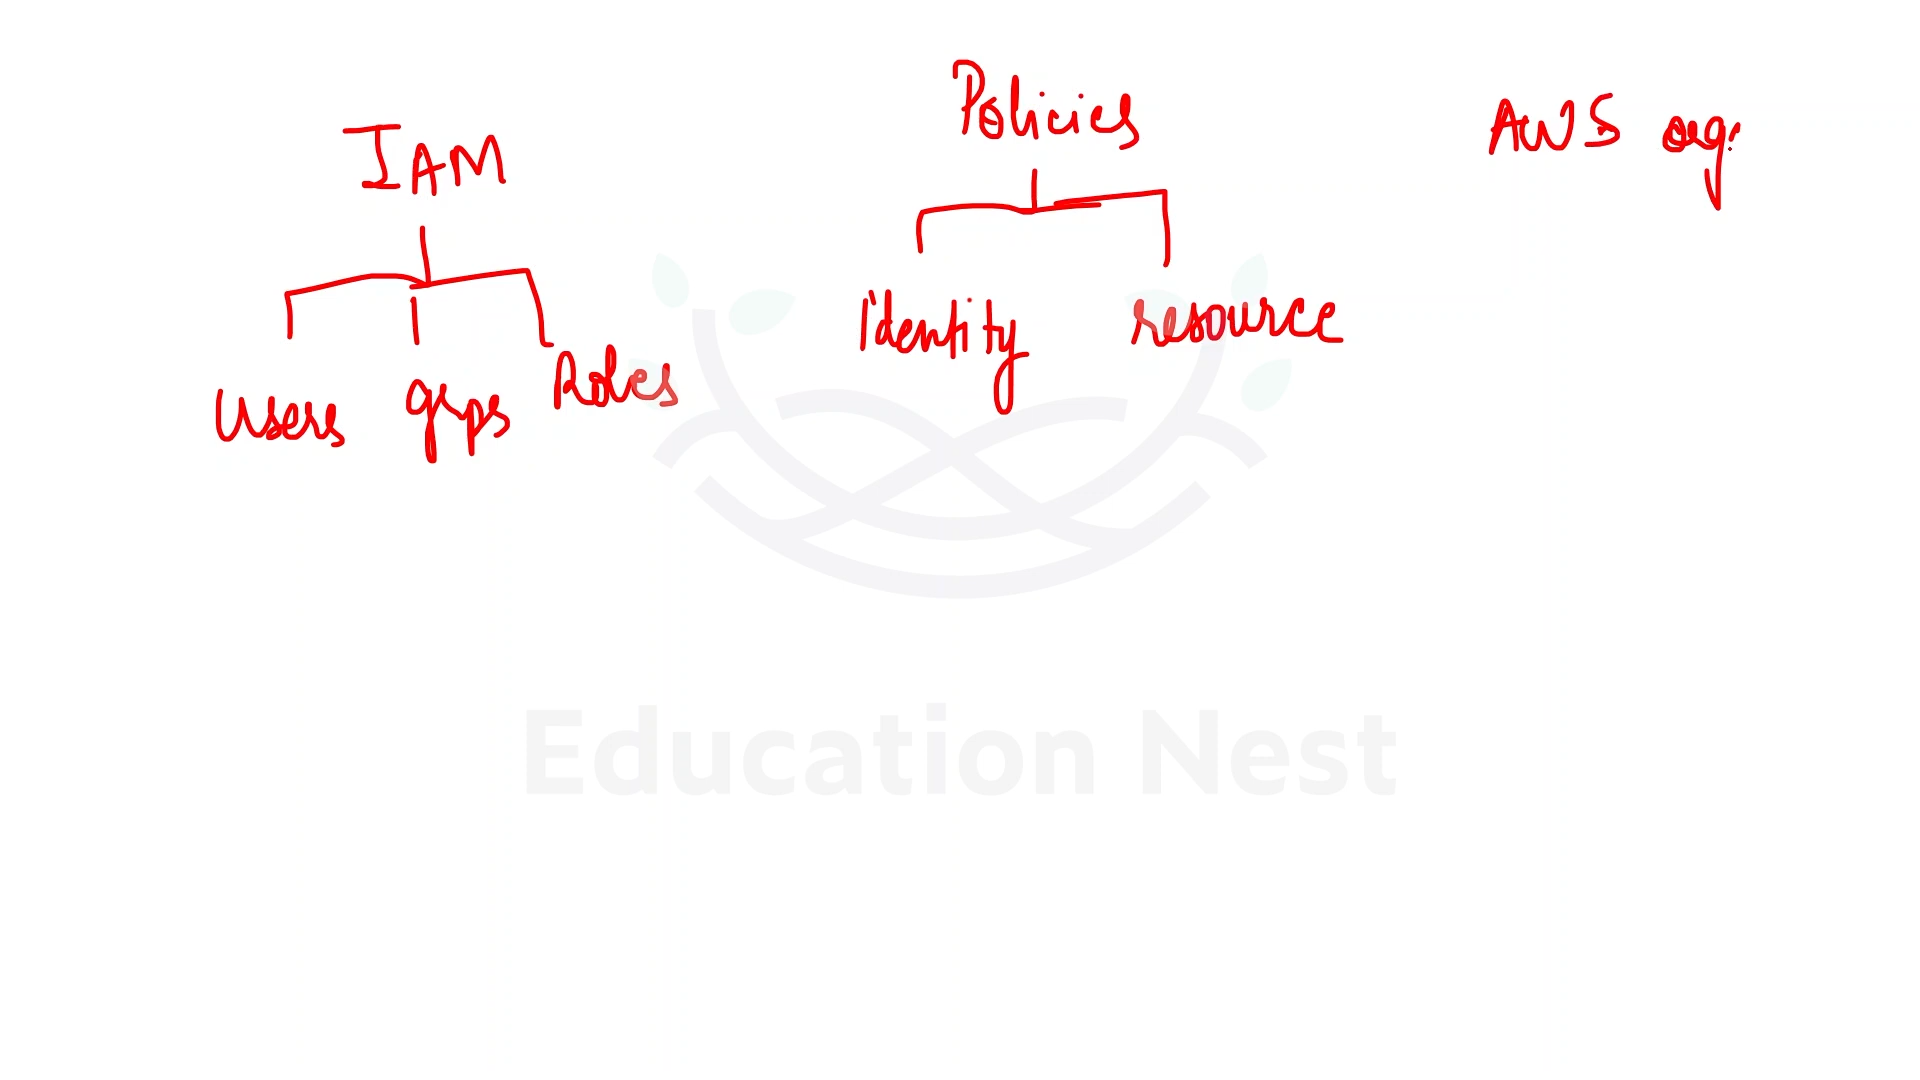 IAM
Users grps Roles
Policies
Identity resource
AWS org.
Education Nest